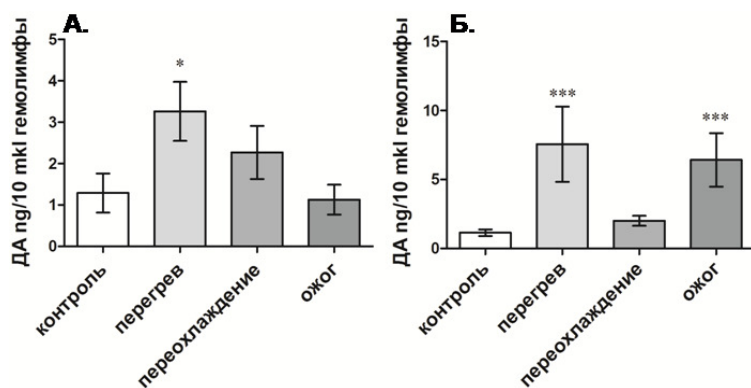 А.
ДА ng/10 mkl гемолимфы
5
4
3
2
1
0
*
контроль
перегрев
переохлаждение
ожог
Б.
ДА ng/10 mkl гемолимфы
15
10
5
0
***
***
контроль
перегрев
переохлаждение
ожог